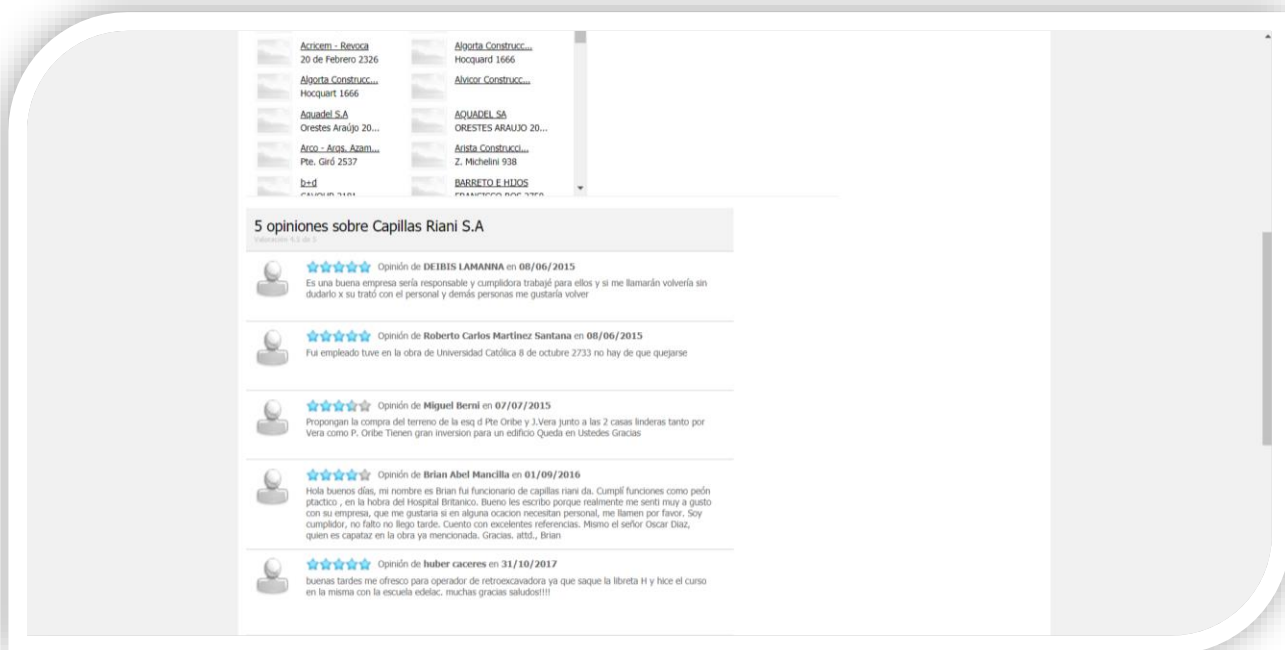 Acricem - Revoca
20 de Febrero 2326
Algorta Construcc...
Hocquard 1666
Algorta Construcc...
Hocquart 1666
Alvicor Construcc...
Aquadel S.A
Orestes Araújo 20...
AQUADEL SA
ORESTES ARAUJO 20...
Arco - Arqs. Azam...
Pte. Giró 2537
Arista Construcci...
Z. Michelini 938
b+d
BARRETO E HIJOS
5 opiniones sobre Capillas Riani S.A
Opinión de DEIBIS LAMANNA en 08/06/2015
Es una buena empresa sería responsable y cumplidora trabajé para ellos y si me llamarán volvería sin
dudarlo x su trató con el personal y demás personas me gustaría volver
Opinión de Roberto Carlos Martinez Santana en 08/06/2015
Fui empleado tuve en la obra de Universidad Católica 8 de octubre 2733 no hay de que quejarse
Opinión de Miguel Berni en 07/07/2015
Propongan la compra del terreno de la esq d Pte Oribe y J.Vera junto a las 2 casas linderas tanto por
Vera como P. Oribe Tienen gran inversion para un edificio Queda en Ustedes Gracias
Opinión de Brian Abel Mancilla en 01/09/2016
Hola buenos días, mi nombre es Brian fui funcionario de capillas riani da. Cumplí funciones como peón
ptactico , en la hobra del Hospital Britanico. Bueno les escribo porque realmente me senti muy a gusto
con su empresa, que me gustaria si en alguna ocacion necesitan personal, me llamen por favor. Soy
cumplidor, no falto no llego tarde. Cuento con excelentes referencias. Mismo el señor Oscar Diaz,
quien es capataz en la obra ya mencionada. Gracias. attd., Brian
Opinión de huber caceres en 31/10/2017
buenas tardes me ofresco para operador de retroexcavadora ya que saque la libreta H y hice el curso
en la misma con la escuela edelac. muchas gracias saludos!!!!